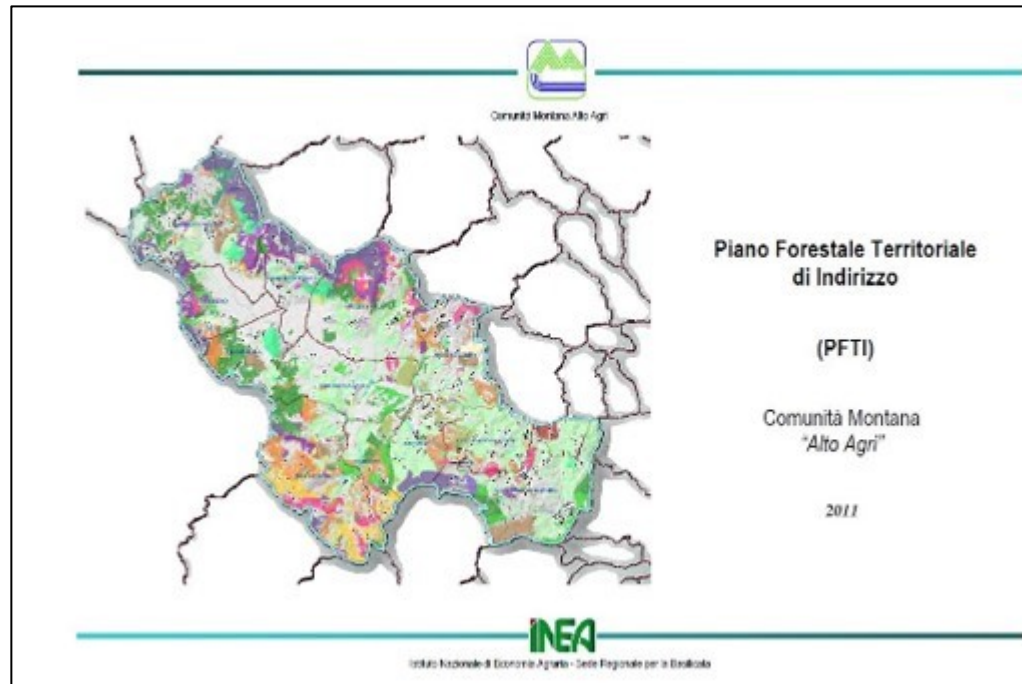 Comunità Montana Alto Agri
Piano Forestale Territoriale
di Indirizzo
(PFTI)
Comunità Montana
"Alto Agri"
2011
INEA
Istituto Nazionale di Economia Agraria - Sede Regionale per la Basilicata